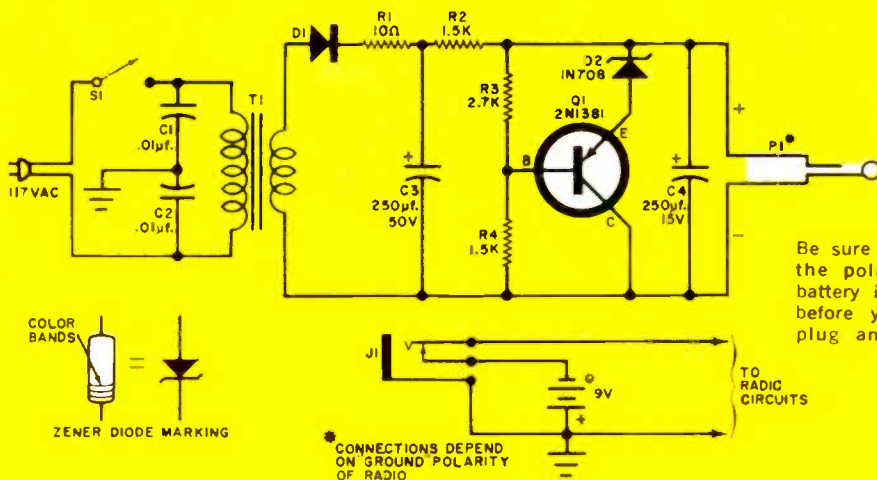 S1
117VAC
C1
.01µf.
C2
.01µf.
T1
D1
R1
10Ω
R2
1.5K
+
C3
250µf.
50V
R3
2.7K
R4
1.5K
D2
1N708
Q1
2N1381
B
E
C
+
C4
250µf.
15V
+
P1*
−
Be sure
the pola
battery i
before y
plug an
COLOR
BANDS
=
ZENER DIODE MARKING
J1
9V
+
TO
RADIC
CIRCUITS
* CONNECTIONS DEPEND
ON GROUND POLARITY
OF RADIO